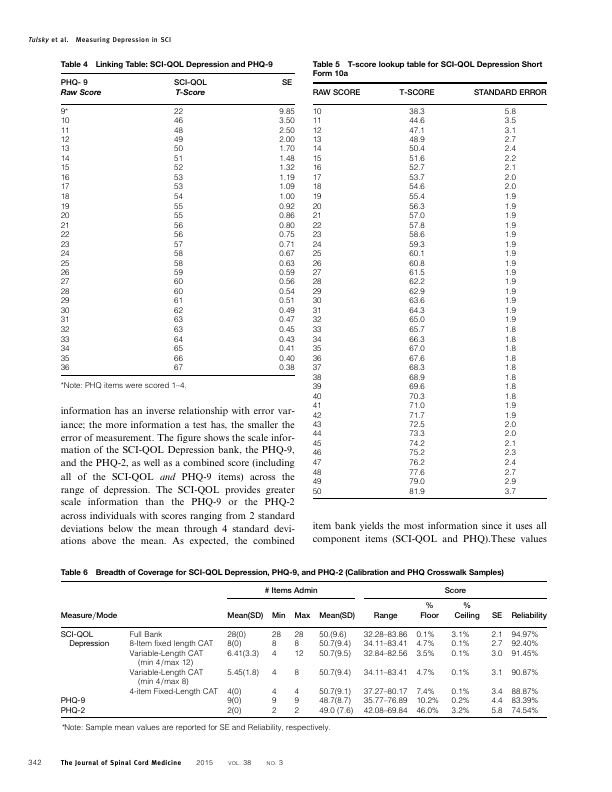 Tulsky et al. Measuring Depression in SCI
Table 4 Linking Table: SCI-QOL Depression and PHQ-9
PHQ- 9 SCI-QOL SE
Raw Score T-Score
9* 22 9.85
10 46 3.50
11 48 2.50
12 49 2.00
13 50 1.70
14 51 1.48
15 52 1.32
16 53 1.19
17 53 1.09
18 54 1.00
19 55 0.92
20 55 0.86
21 56 0.80
22 56 0.75
23 57 0.71
24 58 0.67
25 58 0.63
26 59 0.59
27 60 0.56
28 60 0.54
29 61 0.51
30 62 0.49
31 63 0.47
32 63 0.45
33 64 0.43
34 65 0.41
35 66 0.40
36 67 0.38
*Note: PHQ items were scored 1–4.
information has an inverse relationship with error var-
iance; the more information a test has, the smaller the
error of measurement. The figure shows the scale infor-
mation of the SCI-QOL Depression bank, the PHQ-9,
and the PHQ-2, as well as a combined score (including
all of the SCI-QOL and PHQ-9 items) across the
range of depression. The SCI-QOL provides greater
scale information than the PHQ-9 or the PHQ-2
across individuals with scores ranging from 2 standard
deviations below the mean through 4 standard devi-
ations above the mean. As expected, the combined
Table 5 T-score lookup table for SCI-QOL Depression Short
Form 10a
RAW SCORE T-SCORE STANDARD ERROR
10 38.3 5.8
11 44.6 3.5
12 47.1 3.1
13 48.9 2.7
14 50.4 2.4
15 51.6 2.2
16 52.7 2.1
17 53.7 2.0
18 54.6 2.0
19 55.4 1.9
20 56.3 1.9
21 57.0 1.9
22 57.8 1.9
23 58.6 1.9
24 59.3 1.9
25 60.1 1.9
26 60.8 1.9
27 61.5 1.9
28 62.2 1.9
29 62.9 1.9
30 63.6 1.9
31 64.3 1.9
32 65.0 1.9
33 65.7 1.8
34 66.3 1.8
35 67.0 1.8
36 67.6 1.8
37 68.3 1.8
38 68.9 1.8
39 69.6 1.8
40 70.3 1.8
41 71.0 1.9
42 71.7 1.9
43 72.5 2.0
44 73.3 2.0
45 74.2 2.1
46 75.2 2.3
47 76.2 2.4
48 77.6 2.7
49 79.0 2.9
50 81.9 3.7
item bank yields the most information since it uses all
component items (SCI-QOL and PHQ).These values
Table 6 Breadth of Coverage for SCI-QOL Depression, PHQ-9, and PHQ-2 (Calibration and PHQ Crosswalk Samples)
# Items Admin Score
% %
Measure/Mode Mean(SD) Min Max Mean(SD) Range Floor Ceiling SE Reliability
SCI-QOL Full Bank 28(0) 28 28 50.(9.6) 32.28–83.86 0.1% 3.1% 2.1 94.97%
Depression 8-Item fixed length CAT 8(0) 8 8 50.7(9.4) 34.11–83.41 4.7% 0.1% 2.7 92.40%
Variable-Length CAT 6.41(3.3) 4 12 50.7(9.5) 32.84–82.56 3.5% 0.1% 3.0 91.45%
(min 4/max 12)
Variable-Length CAT 5.45(1.8) 4 8 50.7(9.4) 34.11–83.41 4.7% 0.1% 3.1 90.87%
(min 4/max 8)
4-item Fixed-Length CAT 4(0) 4 4 50.7(9.1) 37.27–80.17 7.4% 0.1% 3.4 88.87%
PHQ-9 9(0) 9 9 48.7(8.7) 35.77–76.89 10.2% 0.2% 4.4 83.39%
PHQ-2 2(0) 2 2 49.0 (7.6) 42.08–69.84 46.0% 3.2% 5.8 74.54%
*Note: Sample mean values are reported for SE and Reliability, respectively.
342 The Journal of Spinal Cord Medicine 2015 VOL. 38 NO. 3